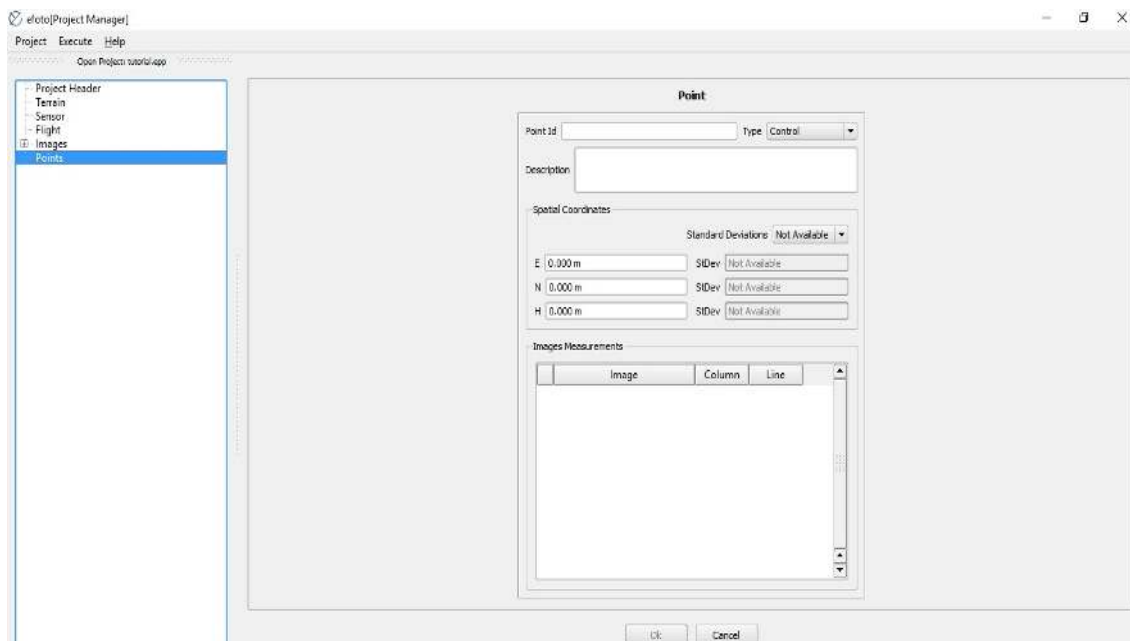 efoto[Project Manager]
Project Execute Help
Open Project: tutorial.epp
Project Header
Terrain
Sensor
Flight
Images
Points
Point
Point Id Type Control
Description
Spatial Coordinates
Standard Deviations Not Available
E 0.000 m StDev Not Available
N 0.000 m StDev Not Available
H 0.000 m StDev Not Available
Images Measurements
Image Column Line
Ok Cancel